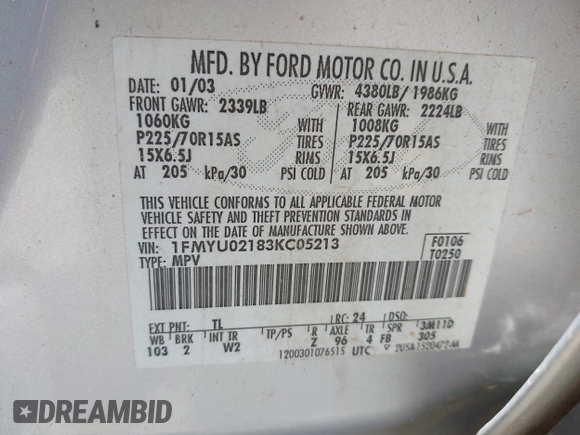 MFD. BY FORD MOTOR CO. IN U.S.A.
DATE: 01/03 GVWR: 4380LB/1986KG
FRONT GAWR: 2339LB REAR GAWR: 2224LB
1060KG WITH 1008KG WITH
P225/70R15AS TIRES P225/70R15AS TIRES
15X6.5J RIMS 15X6.5J RIMS
AT 205 kPa/30 PSI COLD AT 205 kPa/30 PSI COLD
THIS VEHICLE CONFORMS TO ALL APPLICABLE FEDERAL MOTOR
VEHICLE SAFETY AND THEFT PREVENTION STANDARDS IN
EFFECT ON THE DATE OF MANUFACTURE SHOWN ABOVE.
VIN: 1FMYU02183KC05213 F0106
TYPE: MPV T0250
EXT PNT: TL RC: 24 DSO:
WB BRK INT TR TP/PS R AXLE TR SPR 3M11D
103 2 W2 Z 96 4 FB 305
1200301076515 UTC
DREAMBID
dreambid.com